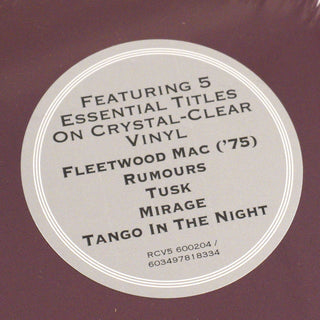 Featuring 5
Essential Titles
On Crystal-Clear
Vinyl
Fleetwood Mac ('75)
Rumours
Tusk
Mirage
Tango In The Night
RCV5 600204 /
603497818334